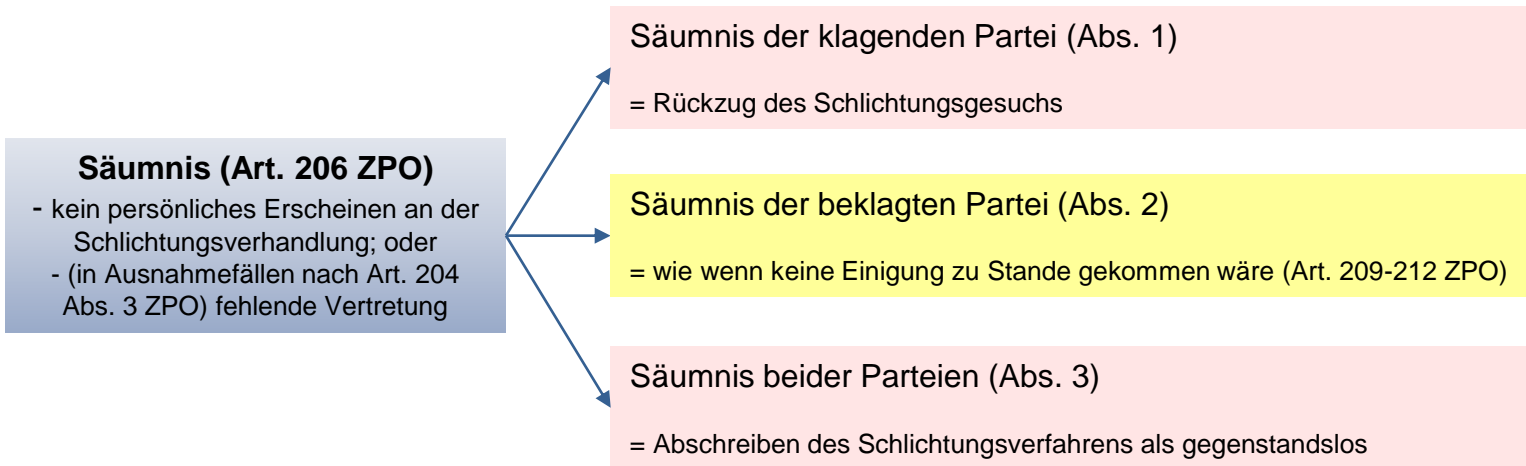 Säumnis (Art. 206 ZPO)
- kein persönliches Erscheinen an der
Schlichtungsverhandlung; oder
- (in Ausnahmefällen nach Art. 204
Abs. 3 ZPO) fehlende Vertretung
Säumnis der klagenden Partei (Abs. 1)
= Rückzug des Schlichtungsgesuchs
Säumnis der beklagten Partei (Abs. 2)
= wie wenn keine Einigung zu Stande gekommen wäre (Art. 209-212 ZPO)
Säumnis beider Parteien (Abs. 3)
= Abschreiben des Schlichtungsverfahrens als gegenstandslos